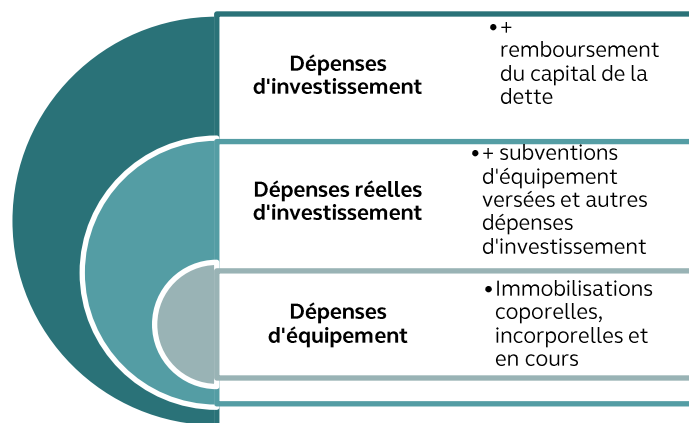 Dépenses
d'investissement
•+
remboursement
du capital de la
dette
Dépenses réelles
d'investissement
•+ subventions
d'équipement
versées et autres
dépenses
d'investissement
Dépenses
d'équipement
•Immobilisations
coporelles,
incorporelles et
en cours